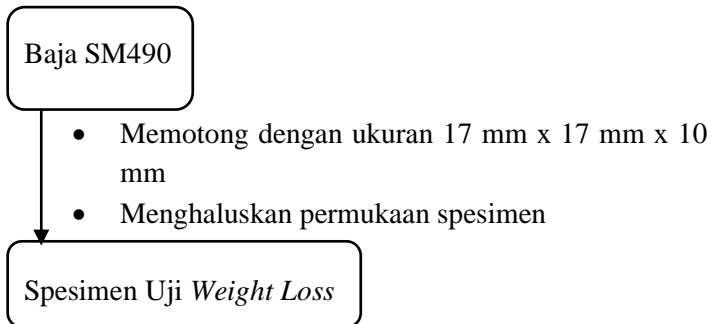 Baja SM490
• Memotong dengan ukuran 17 mm x 17 mm x 10
mm
• Menghaluskan permukaan spesimen
Spesimen Uji Weight Loss